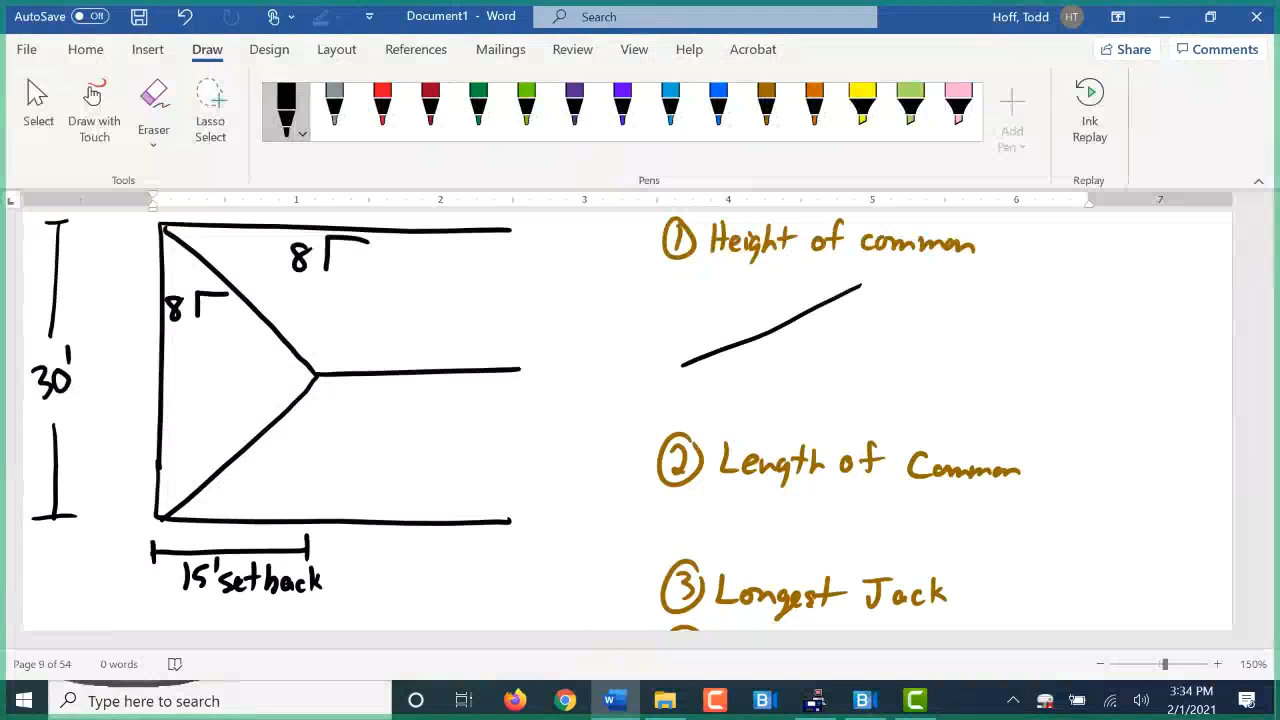 AutoSave Off Document1 - Word Search Hoff, Todd HT
File Home Insert Draw Design Layout References Mailings Review View Help Acrobat Share Comments
Select Draw with Touch Eraser Lasso Select Add Pen Ink Replay
Tools Pens Replay
1 1 2 3 4 5 6 7
① Height of common
8
8
30'
② Length of Common
15' setback
③ Longest Jack
Page 9 of 54 0 words 150%
Type here to search 3:34 PM
2/1/2021